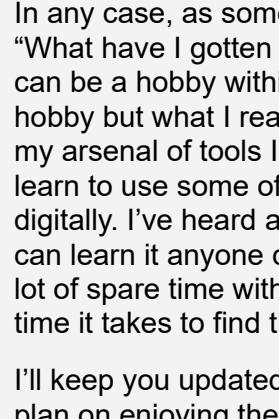 In any case, as som
“What have I gotten
can be a hobby with
hobby but what I rea
my arsenal of tools I
learn to use some of
digitally. I’ve heard a
can learn it anyone
lot of spare time with
time it takes to find t
I’ll keep you updated
plan on enjoying the